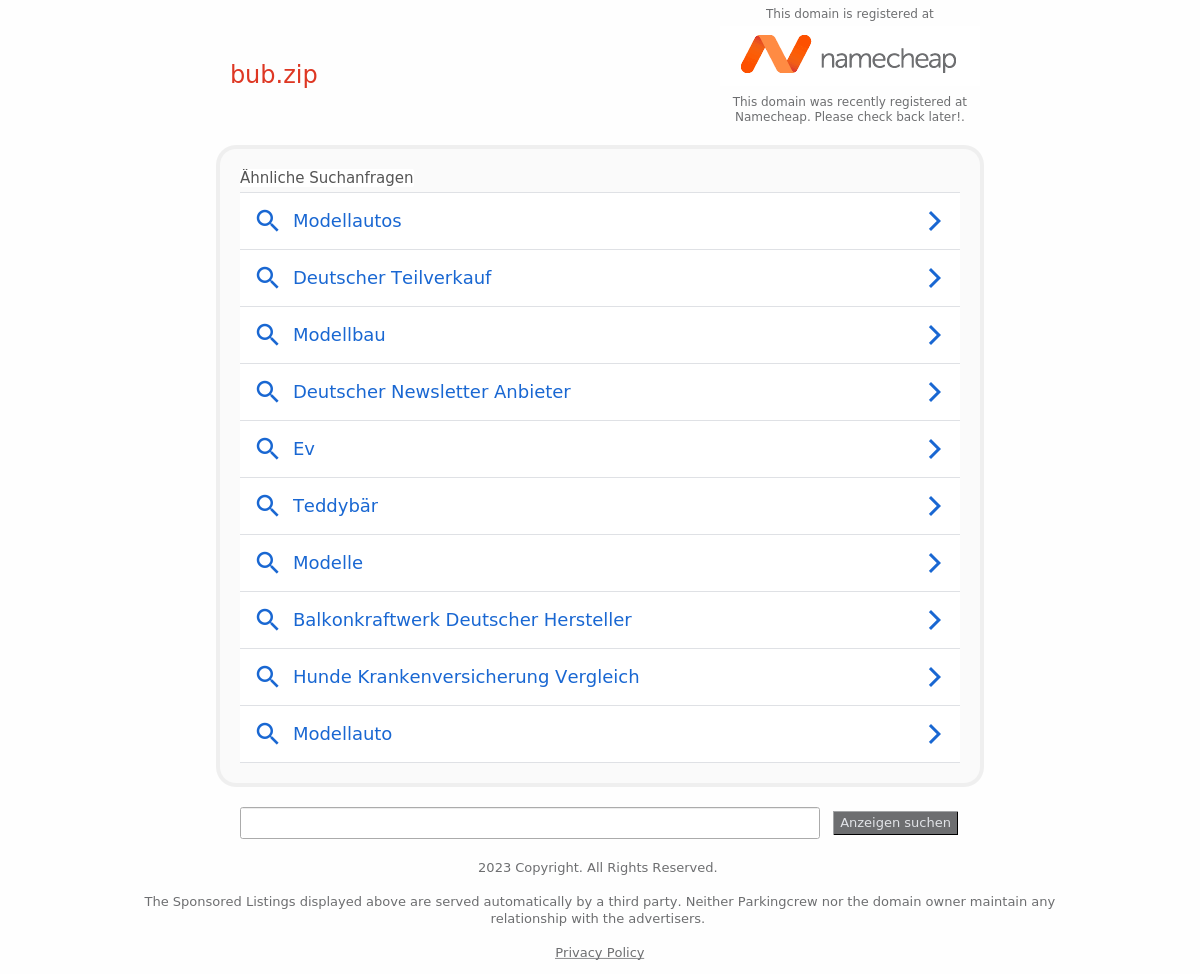 This domain is registered at
namecheap
bub.zip
This domain was recently registered at
Namecheap. Please check back later!.
Ähnliche Suchanfragen
Modellautos
Deutscher Teilverkauf
Modellbau
Deutscher Newsletter Anbieter
Ev
Teddybär
Modelle
Balkonkraftwerk Deutscher Hersteller
Hunde Krankenversicherung Vergleich
Modellauto
Anzeigen suchen
2023 Copyright. All Rights Reserved.
The Sponsored Listings displayed above are served automatically by a third party. Neither Parkingcrew nor the domain owner maintain any
relationship with the advertisers.
Privacy Policy